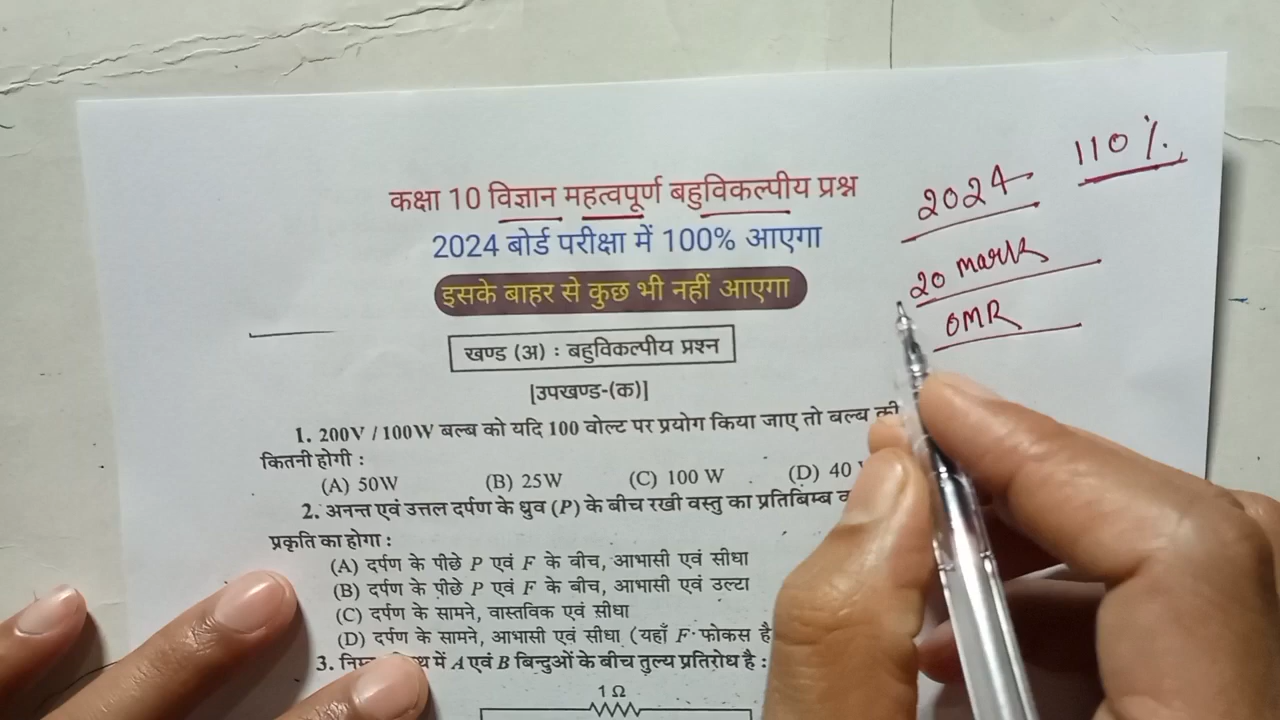 कक्षा 10 विज्ञान महत्वपूर्ण बहुविकल्पीय प्रश्न
2024 बोर्ड परीक्षा में 100% आएगा
इसके बाहर से कुछ भी नहीं आएगा
2024
110%
20 mark
OMR
खण्ड (अ) : बहुविकल्पीय प्रश्न
[उपखण्ड-(क)]
1. 200V / 100W बल्ब को यदि 100 वोल्ट पर प्रयोग किया जाए तो बल्ब की
कितनी होगी :
(A) 50W (B) 25W (C) 100 W (D) 40
2. अनन्त एवं उत्तल दर्पण के ध्रुव (P) के बीच रखी वस्तु का प्रतिबिम्ब
प्रकृति का होगा :
(A) दर्पण के पीछे P एवं F के बीच, आभासी एवं सीधा
(B) दर्पण के पीछे P एवं F के बीच, आभासी एवं उल्टा
(C) दर्पण के सामने, वास्तविक एवं सीधा
(D) दर्पण के सामने, आभासी एवं सीधा (यहाँ F फोकस है
3. में A एवं B बिन्दुओं के बीच तुल्य प्रतिरोध है :
1 Ω